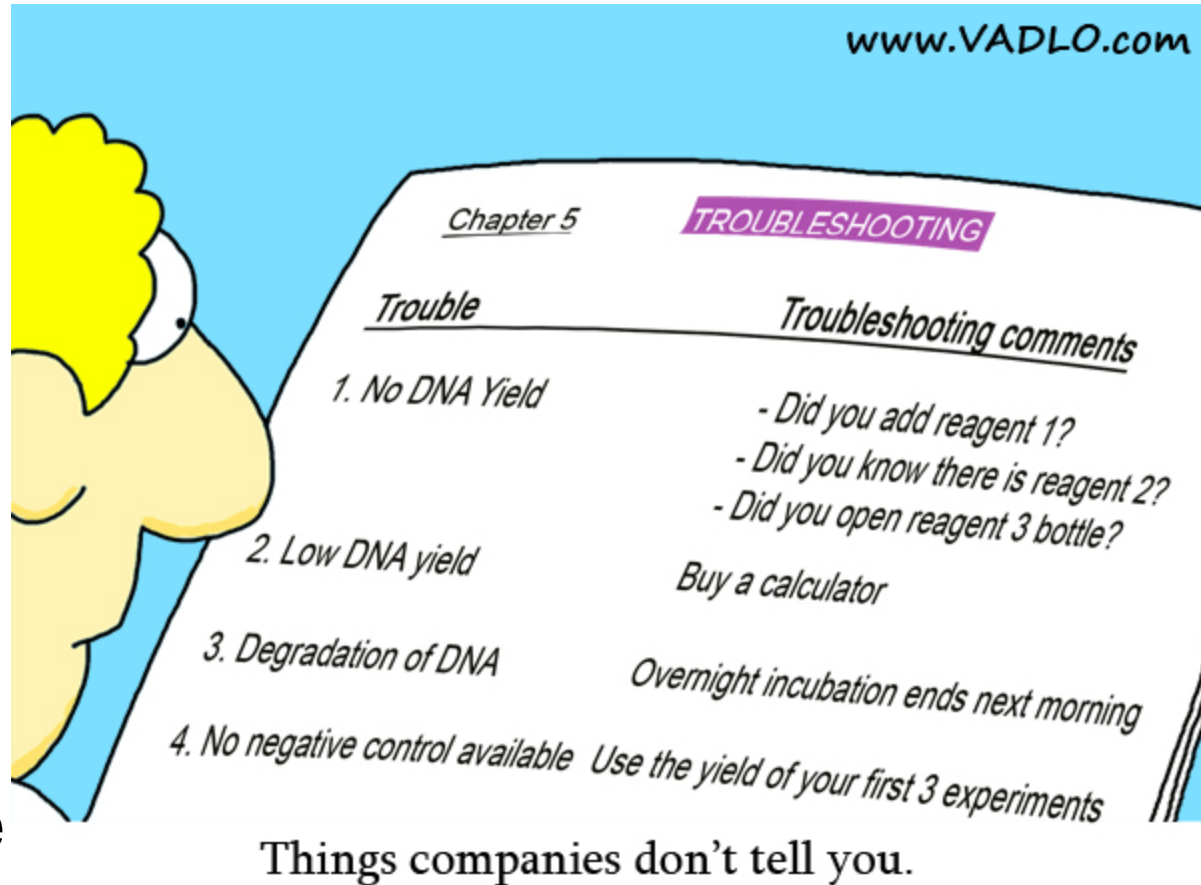 www.VADLO.com
Chapter 5 TROUBLESHOOTING
Trouble Troubleshooting comments
1. No DNA Yield - Did you add reagent 1?
- Did you know there is reagent 2?
- Did you open reagent 3 bottle?
2. Low DNA yield Buy a calculator
3. Degradation of DNA Overnight incubation ends next morning
4. No negative control available Use the yield of your first 3 experiments
e
Things companies don't tell you.